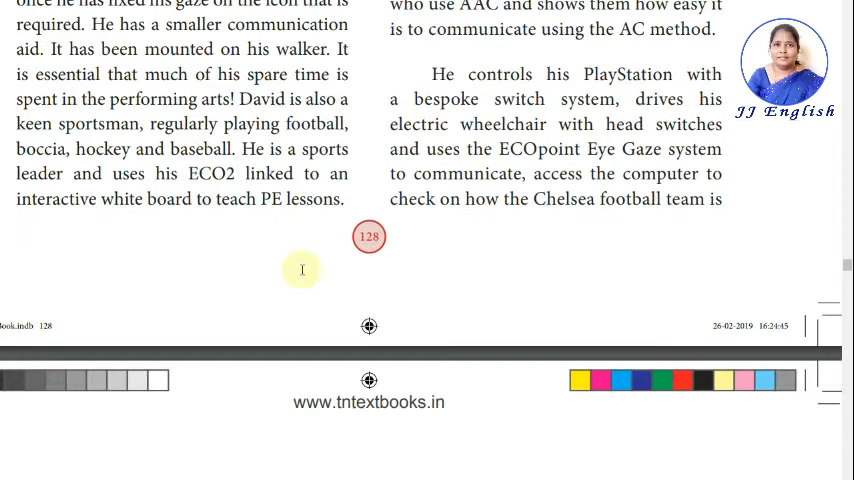 once he has fixed his gaze on the icon that is
required. He has a smaller communication
aid. It has been mounted on his walker. It
is essential that much of his spare time is
spent in the performing arts! David is also a
keen sportsman, regularly playing football,
boccia, hockey and baseball. He is a sports
leader and uses his ECO2 linked to an
interactive white board to teach PE lessons.
who use AAC and shows them how easy it
is to communicate using the AC method.
He controls his PlayStation with
a bespoke switch system, drives his
electric wheelchair with head switches
and uses the ECOpoint Eye Gaze system
to communicate, access the computer to
check on how the Chelsea football team is
JJ English
128
Book.indb 128
26-02-2019 16:24:45
www.tntextbooks.in